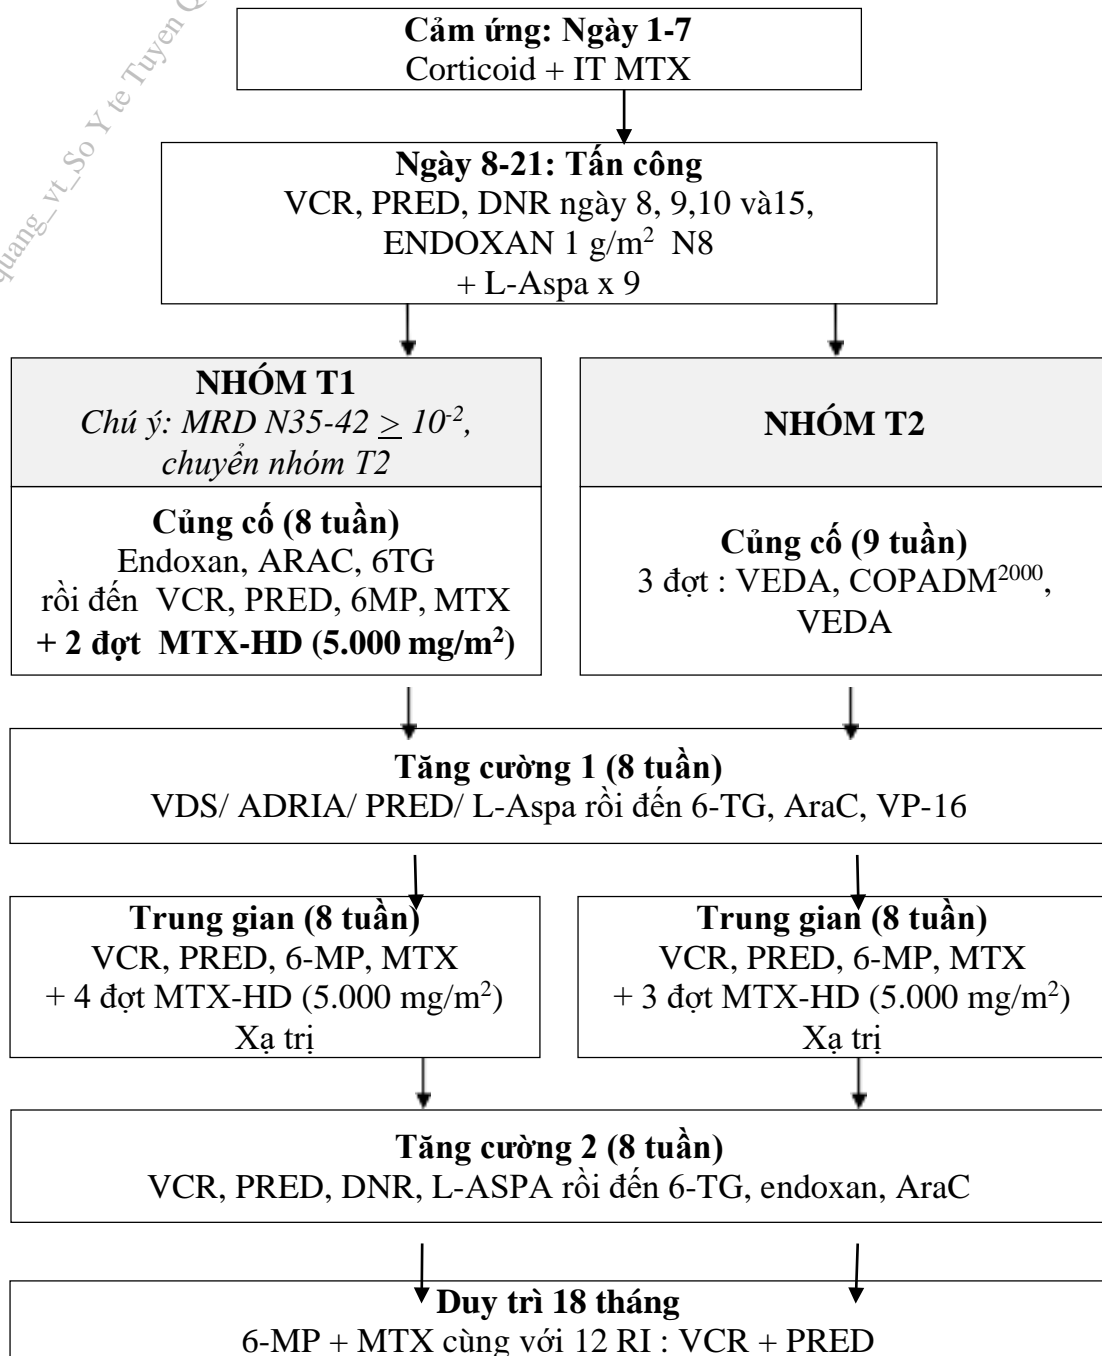 quang_vt_So Y te Tuyen Q
Cảm ứng: Ngày 1-7
Corticoid + IT MTX
Ngày 8-21: Tấn công
VCR, PRED, DNR ngày 8, 9,10 và15,
ENDOXAN 1 g/m² N8
+ L-Aspa x 9
NHÓM T1
Chú ý: MRD N35-42 ≥ 10⁻²,
chuyển nhóm T2
NHÓM T2
Củng cố (8 tuần)
Endoxan, ARAC, 6TG
rồi đến VCR, PRED, 6MP, MTX
+ 2 đợt MTX-HD (5.000 mg/m²)
Củng cố (9 tuần)
3 đợt : VEDA, COPADM²⁰⁰⁰,
VEDA
Tăng cường 1 (8 tuần)
VDS/ ADRIA/ PRED/ L-Aspa rồi đến 6-TG, AraC, VP-16
Trung gian (8 tuần)
VCR, PRED, 6-MP, MTX
+ 4 đợt MTX-HD (5.000 mg/m²)
Xạ trị
Trung gian (8 tuần)
VCR, PRED, 6-MP, MTX
+ 3 đợt MTX-HD (5.000 mg/m²)
Xạ trị
Tăng cường 2 (8 tuần)
VCR, PRED, DNR, L-ASPA rồi đến 6-TG, endoxan, AraC
Duy trì 18 tháng
6-MP + MTX cùng với 12 RI : VCR + PRED